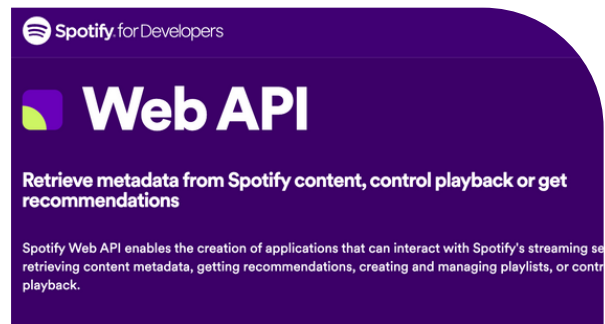 Spotify for Developers
Web API
Retrieve metadata from Spotify content, control playback or get
recommendations
Spotify Web API enables the creation of applications that can interact with Spotify's streaming se
retrieving content metadata, getting recommendations, creating and managing playlists, or contr
playback.